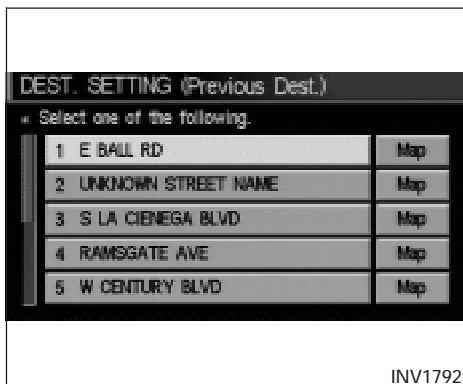 DEST. SETTING (Previous Dest.)
Select one of the following.
1 E BALL RD Map
2 UNKNOWN STREET NAME Map
3 S LA CIENEGA BLVD Map
4 RAMSGATE AVE Map
5 W CENTURY BLVD Map
INV1792